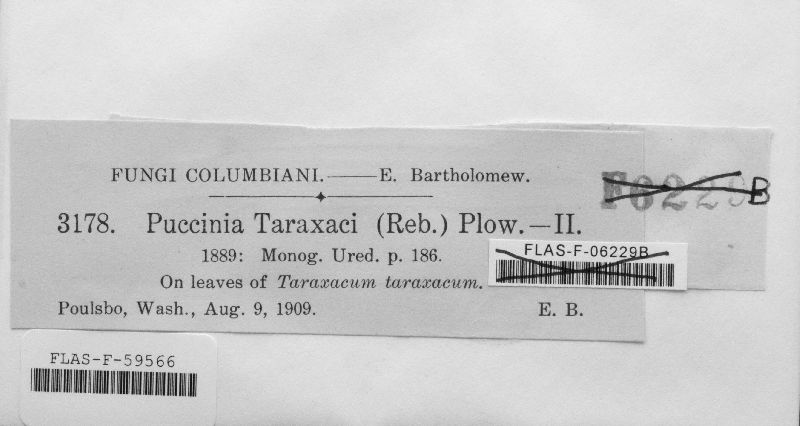 FUNGI COLUMBIANI.——E. Bartholomew.
F6229B
3178. Puccinia Taraxaci (Reb.) Plow.—II.
1889: Monog. Ured. p. 186.
FLAS-F-06229B
On leaves of Taraxacum taraxacum.
Poulsbo, Wash., Aug. 9, 1909. E. B.
FLAS-F-59566